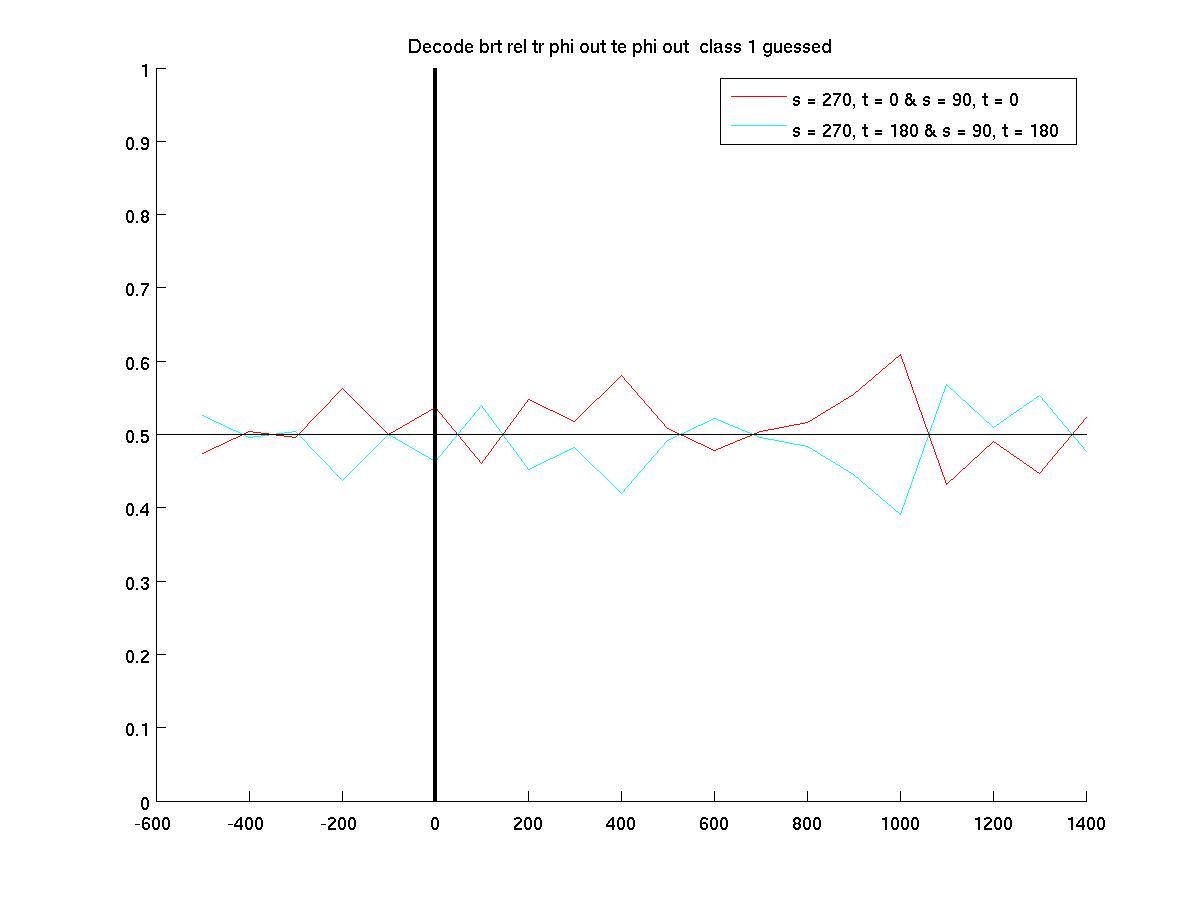 Decode brt rel tr phi out te phi out  class 1 guessed
s = 270, t = 0 & s = 90, t = 0
s = 270, t = 180 & s = 90, t = 180
1
0.9
0.8
0.7
0.6
0.5
0.4
0.3
0.2
0.1
0
-600 -400 -200 0 200 400 600 800 1000 1200 1400